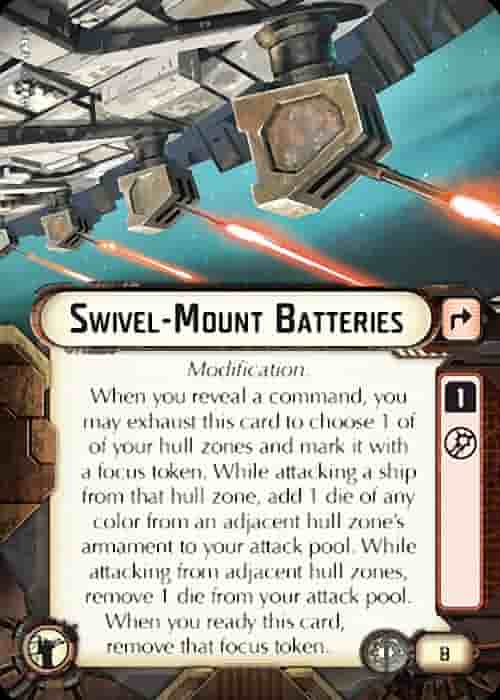 SWIVEL-MOUNT BATTERIES
Modification.
1
When you reveal a command, you
may exhaust this card to choose 1 of
of your hull zones and mark it with
a focus token. While attacking a ship
from that hull zone, add 1 die of any
color from an adjacent hull zone's
armament to your attack pool. While
attacking from adjacent hull zones,
remove 1 die from your attack pool.
When you ready this card,
remove that focus token.
8